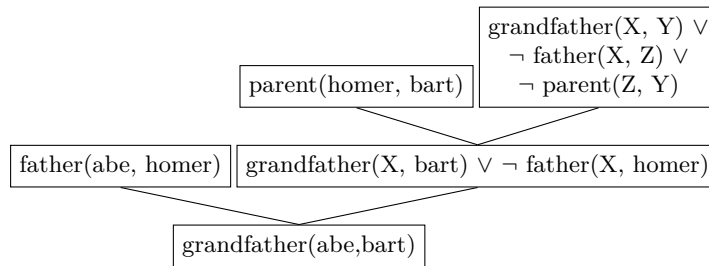 grandfather(X, Y) ∨
¬ father(X, Z) ∨
¬ parent(Z, Y)
parent(homer, bart)
father(abe, homer)
grandfather(X, bart) ∨ ¬ father(X, homer)
grandfather(abe,bart)